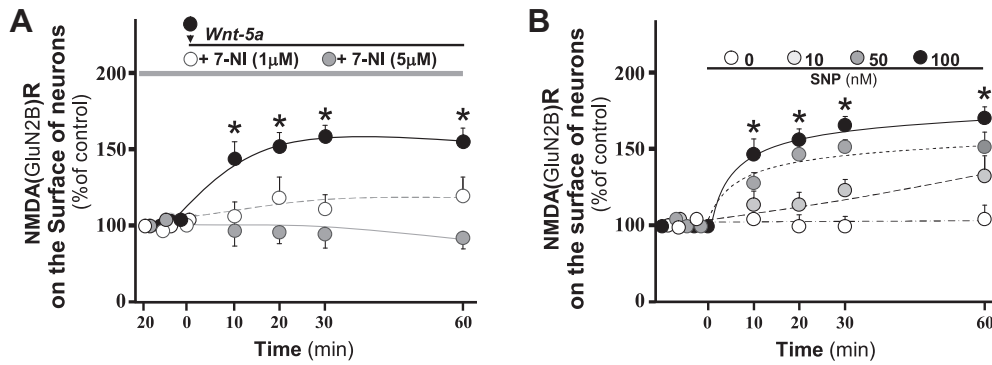 A
NMDA(GluN2B)R
on the Surface of neurons
(% of control)
Wnt-5a
+ 7-NI (1μM) + 7-NI (5μM)
200
* * * *
150
100
0
20 0 10 20 30 60
Time (min)
B
NMDA(GluN2B)R
on the Surface of neurons
(% of control)
0 10 50 100
SNP (nM)
200
* * * *
150
100
0
0 10 20 30 60
Time (min)